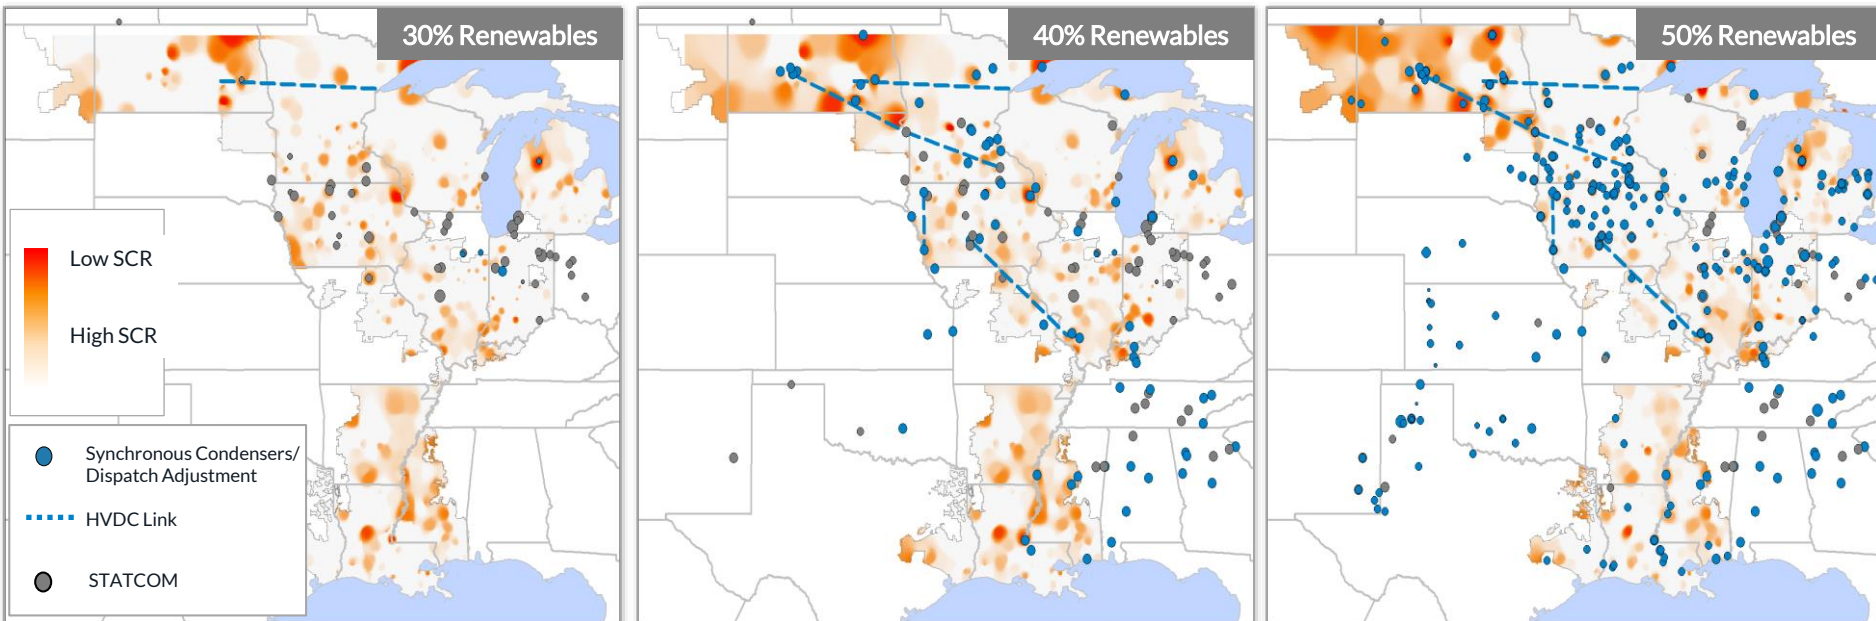 30% Renewables
40% Renewables
50% Renewables
Low SCR
High SCR
Synchronous Condensers/
Dispatch Adjustment
HVDC Link
STATCOM